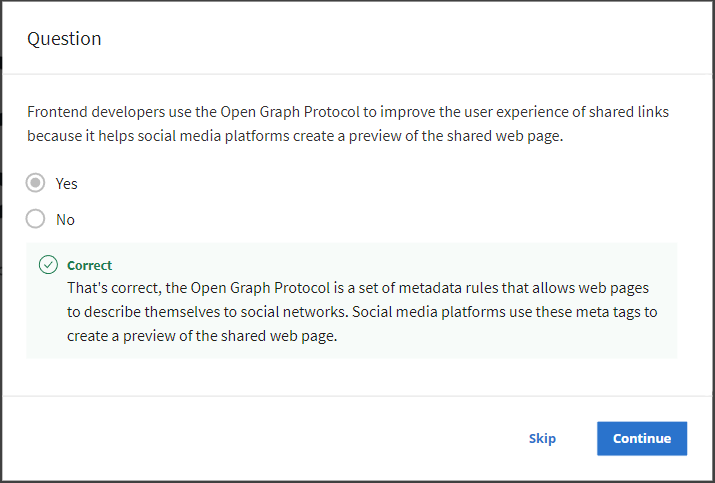 Question
Frontend developers use the Open Graph Protocol to improve the user experience of shared links
because it helps social media platforms create a preview of the shared web page.
Yes
No
Correct
That's correct, the Open Graph Protocol is a set of metadata rules that allows web pages
to describe themselves to social networks. Social media platforms use these meta tags to
create a preview of the shared web page.
Skip
Continue